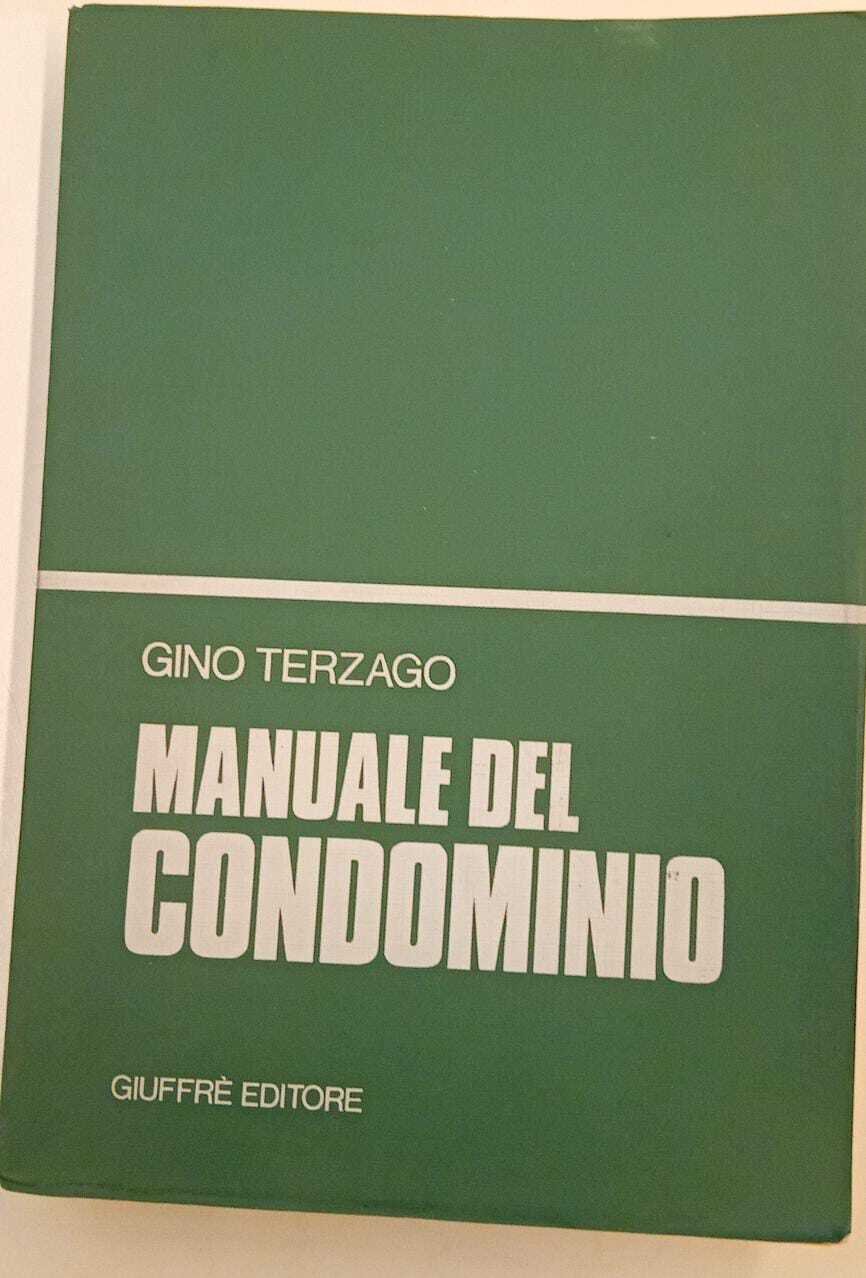 GINO TERZAGO
MANUALE DEL
CONDOMINIO
GIUFFRÈ EDITORE